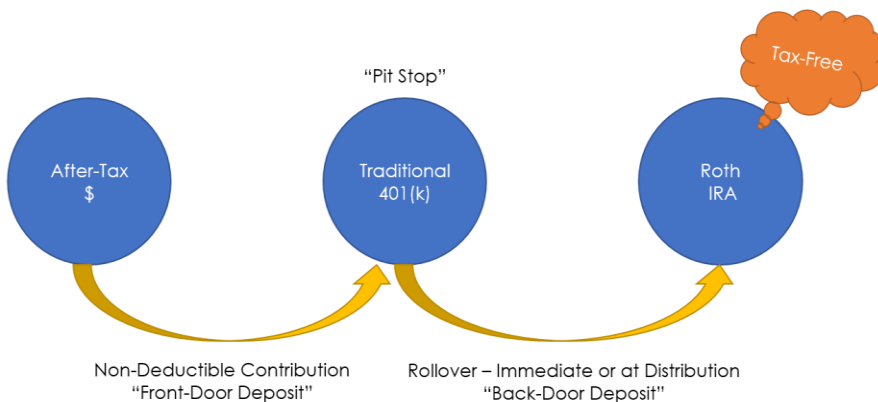 Tax-Free
“Pit Stop”
After-Tax
$
Traditional
401(k)
Roth
IRA
Non-Deductible Contribution
“Front-Door Deposit”
Rollover – Immediate or at Distribution
“Back-Door Deposit”